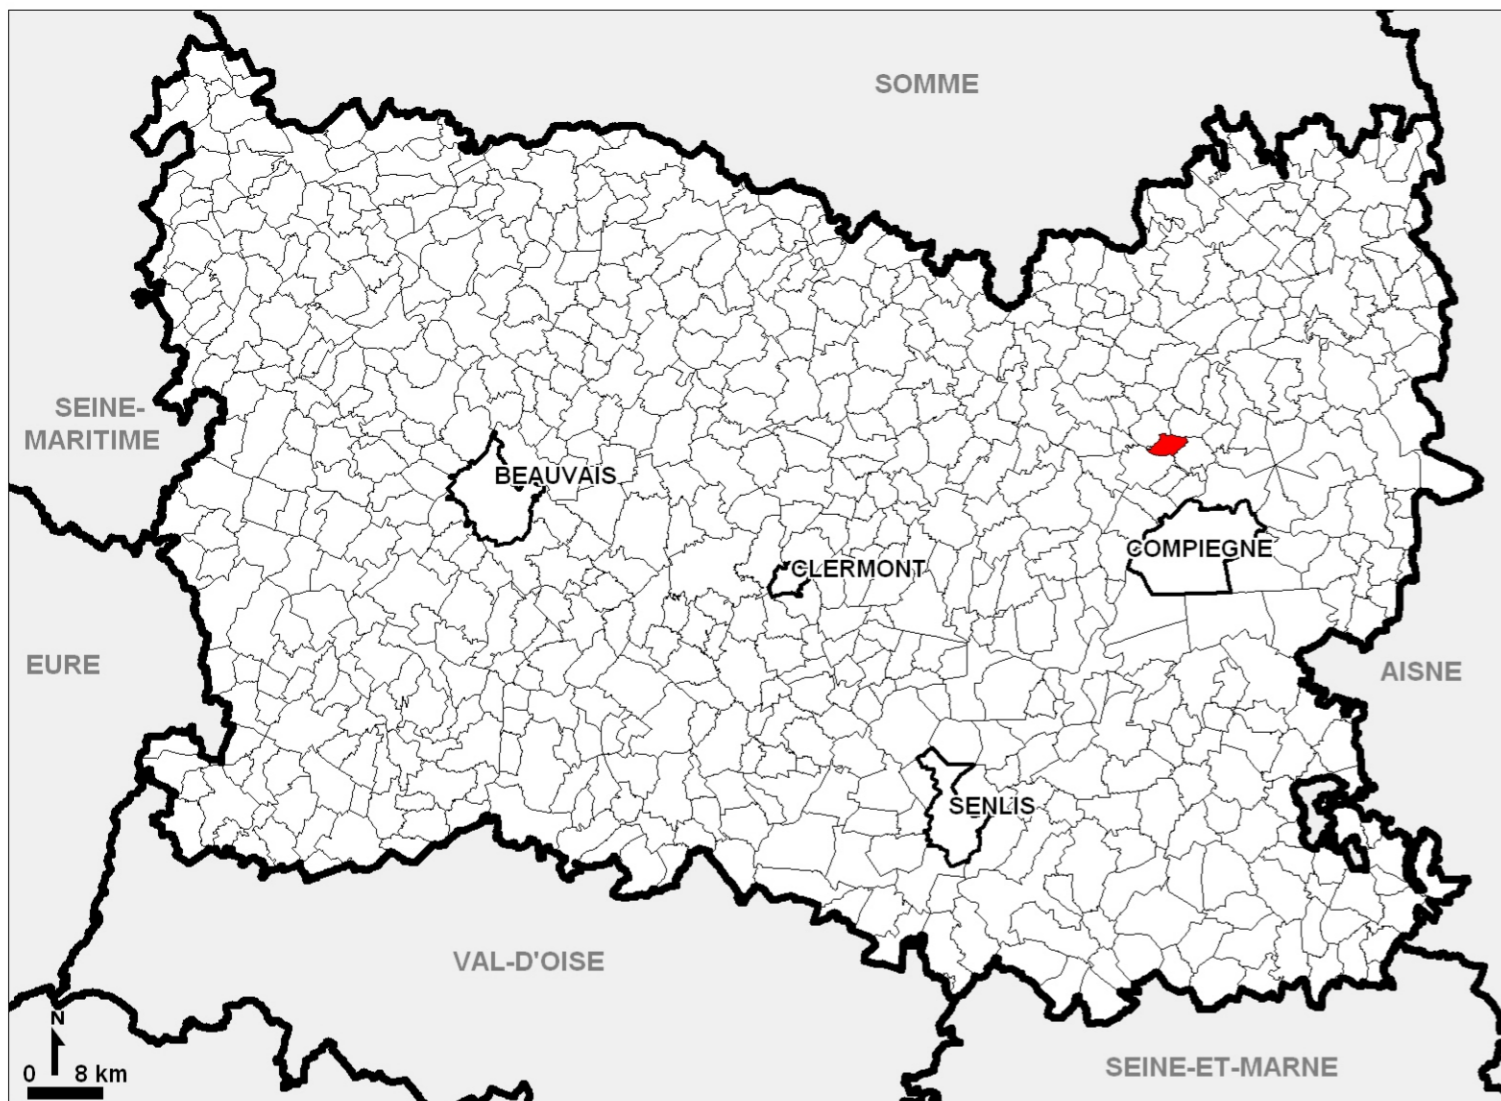 SOMME
SEINE-
MARITIME
BEAUVAIS
COMPIEGNE
CLERMONT
EURE
AISNE
SENLIS
VAL-D'OISE
N
SEINE-ET-MARNE
0 8 km